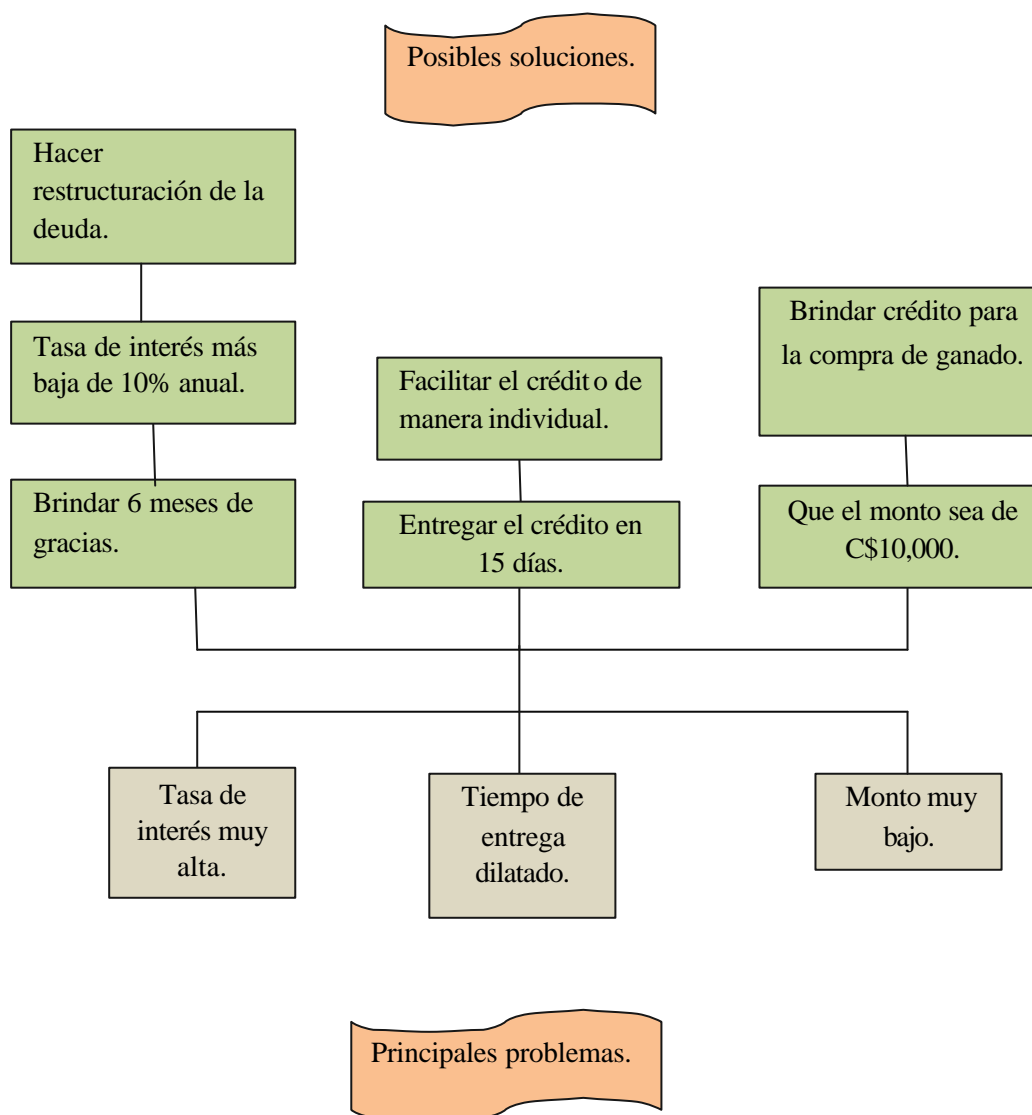 Posibles soluciones.
Hacer
restructuración de la
deuda.
Tasa de interés más
baja de 10% anual.
Brindar 6 meses de
gracias.
Facilitar el crédito de
manera individual.
Entregar el crédito en
15 días.
Brindar crédito para
la compra de ganado.
Que el monto sea de
C$10,000.
Tasa de
interés muy
alta.
Tiempo de
entrega
dilatado.
Monto muy
bajo.
Principales problemas.